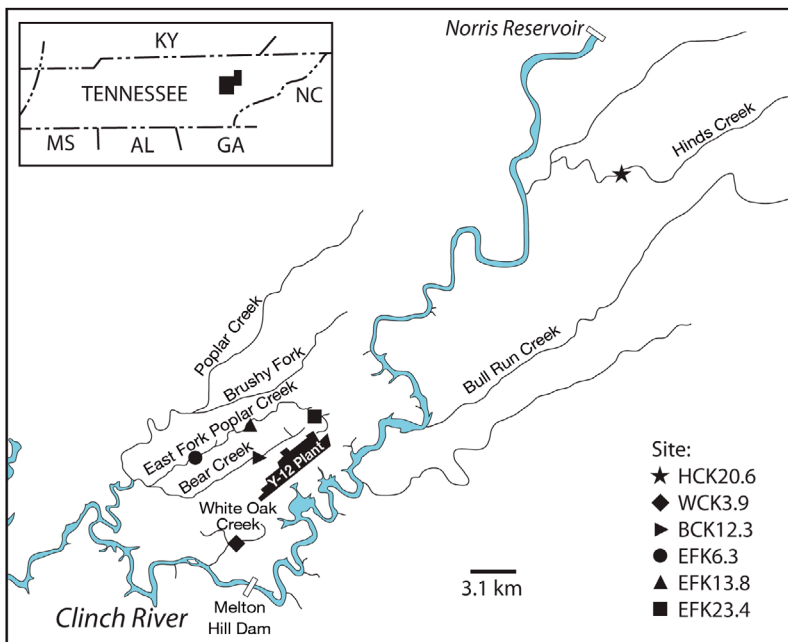 KY
TENNESSEE
NC
MS
AL
GA
Norris Reservoir
Hinds Creek
Poplar Creek
Brushy Fork
Bull Run Creek
East Fork Poplar Creek
Bear Creek
Y-12 Plant
White Oak
Creek
Clinch River
Melton
Hill Dam
3.1 km
Site:
HCK20.6
WCK3.9
BCK12.3
EFK6.3
EFK13.8
EFK23.4